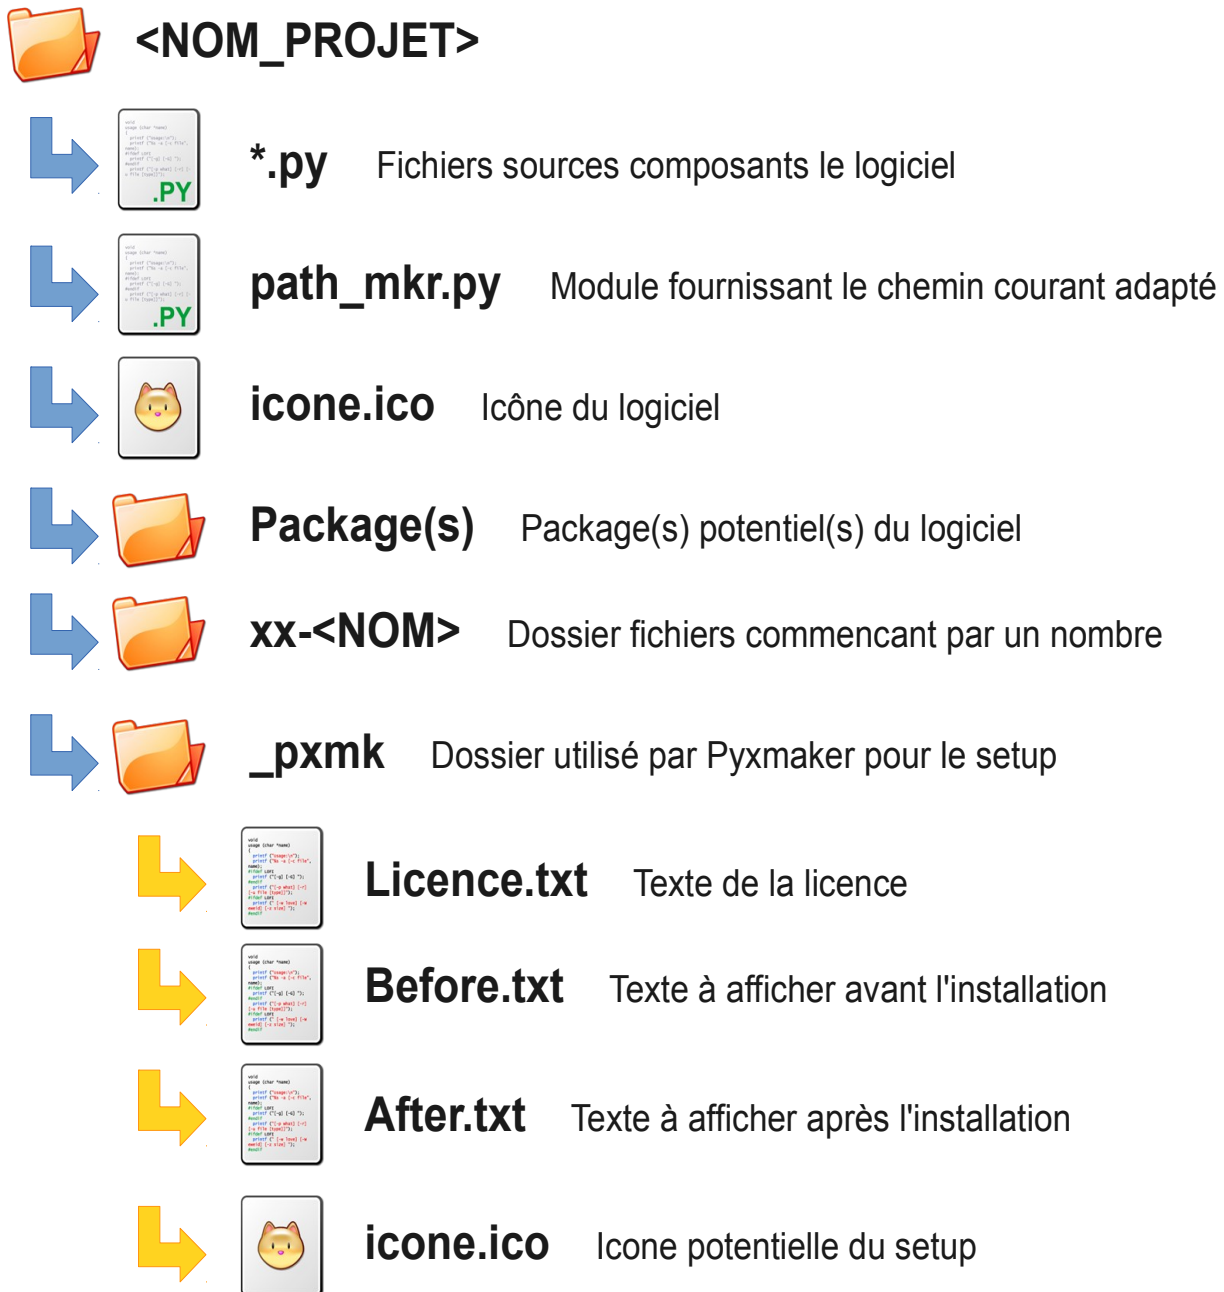 <NOM_PROJET>
.PY
*.py Fichiers sources composants le logiciel
.PY
path_mkr.py Module fournissant le chemin courant adapté
icone.ico Icône du logiciel
Package(s) Package(s) potentiel(s) du logiciel
xx-<NOM> Dossier fichiers commencant par un nombre
_pxmk Dossier utilisé par Pyxmaker pour le setup
Licence.txt Texte de la licence
Before.txt Texte à afficher avant l'installation
After.txt Texte à afficher après l'installation
icone.ico Icone potentielle du setup